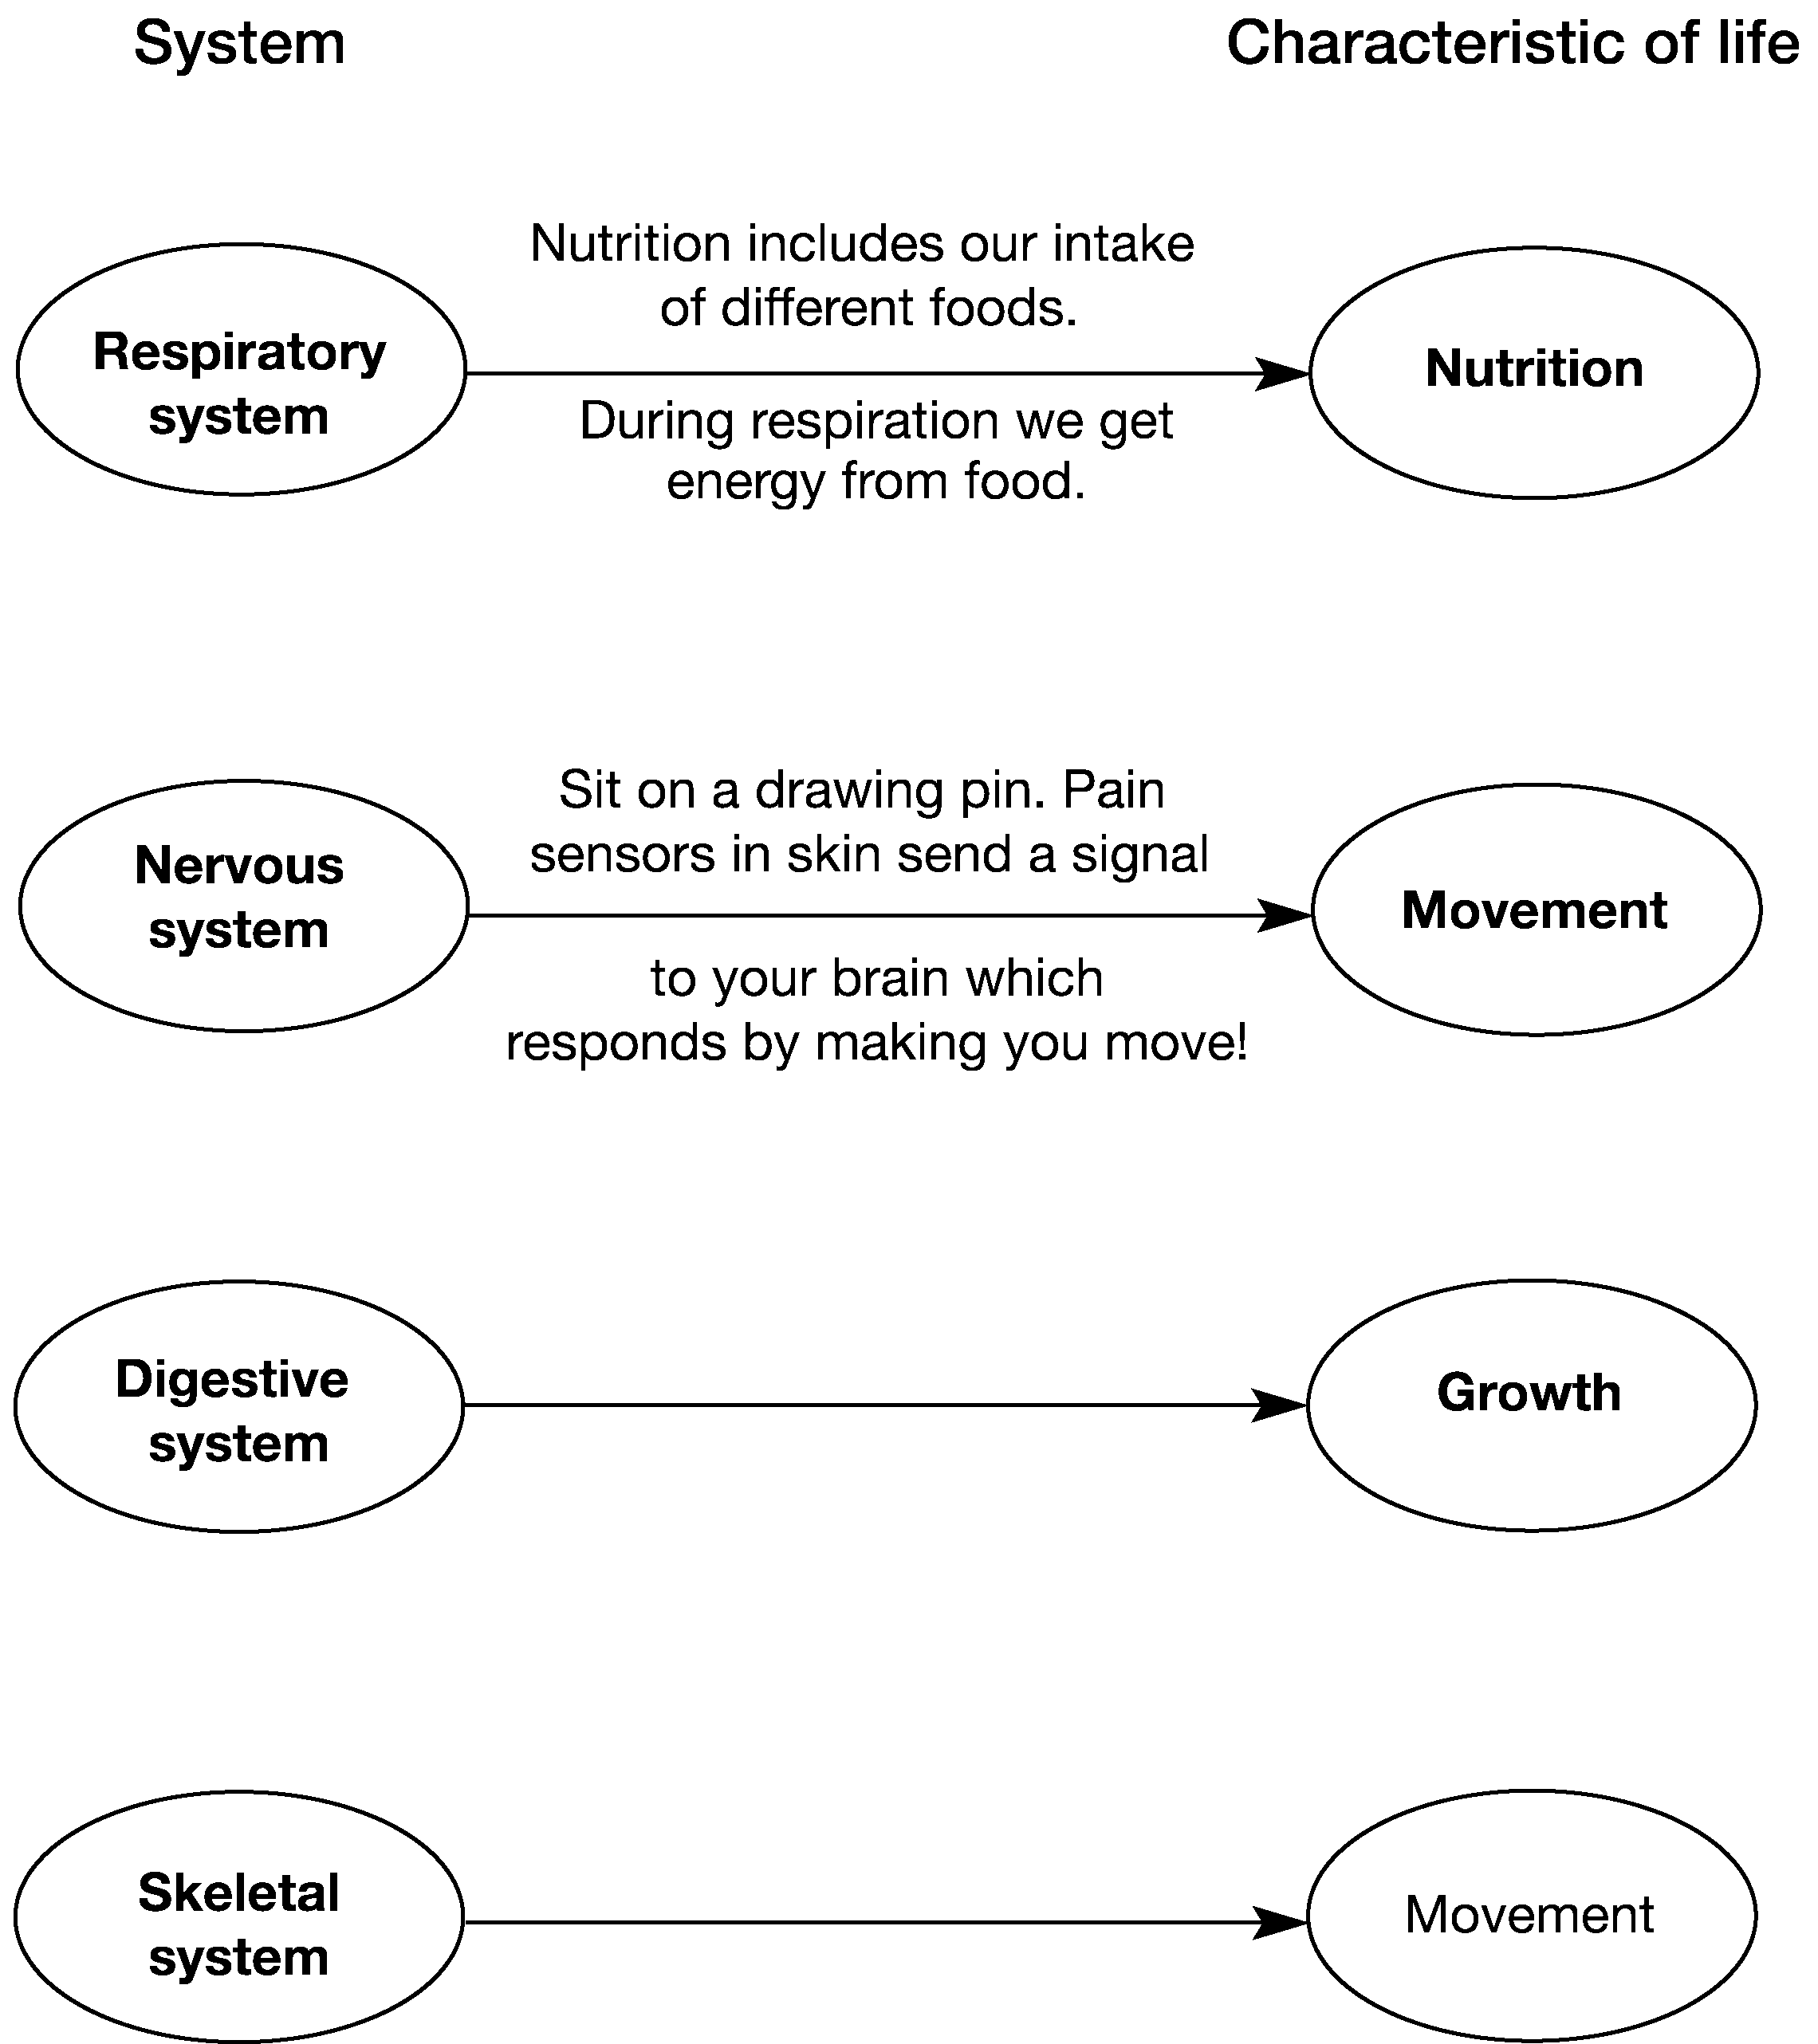 System
Characteristic of life
Nutrition includes our intake
of different foods.
Respiratory
system
Nutrition
During respiration we get
energy from food.
Sit on a drawing pin. Pain
sensors in skin send a signal
Nervous
system
Movement
to your brain which
responds by making you move!
Digestive
system
Growth
Skeletal
system
Movement